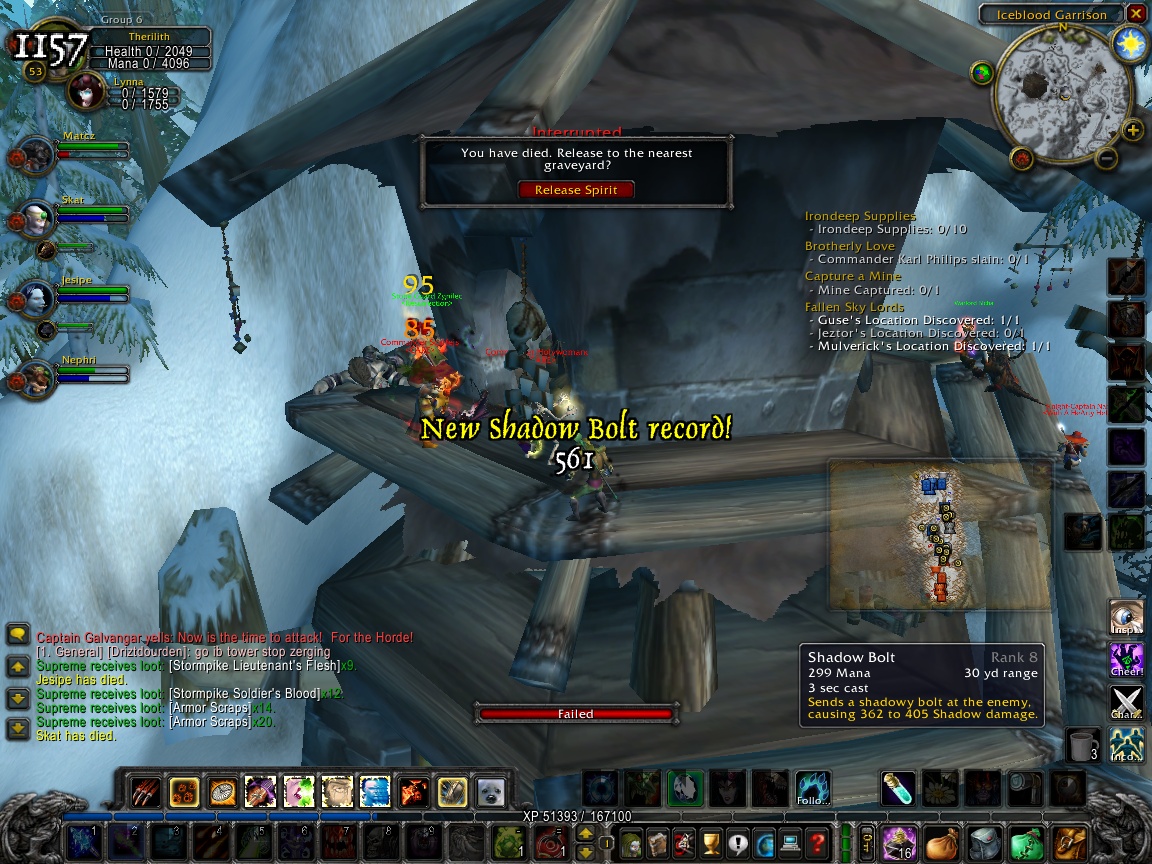 Group 6
1157
Therilith
Health 0 / 2049
Mana 0 / 4096
53
Lynna
0 / 1579
0 / 1755
Matcz
Skat
Jesipe
Nephri
Iceblood Garrison
N
Interrupted
You have died. Release to the nearest
graveyard?
Release Spirit
Irondeep Supplies
- Irondeep Supplies: 0/10
Brotherly Love
- Commander Karl Philips slain: 0/1
Capture a Mine
- Mine Captured: 0/1
Fallen Sky Lords
- Guse's Location Discovered: 1/1
- Jeztor's Location Discovered: 0/1
- Mulverick's Location Discovered: 1/1
95
85
New Shadow Bolt record!
561
Captain Galvangar yells: Now is the time to attack! For the Horde!
[1. General] [Driztdourden]: go ib tower stop zerging
Supreme receives loot: [Stormpike Lieutenant's Flesh]x9.
Jesipe has died.
Supreme receives loot: [Stormpike Soldier's Blood]x12.
Supreme receives loot: [Armor Scraps]x14.
Supreme receives loot: [Armor Scraps]x20.
Skat has died.
Failed
Shadow Bolt Rank 8
299 Mana 30 yd range
3 sec cast
Sends a shadowy bolt at the enemy,
causing 362 to 405 Shadow damage.
Insp...
Cheer!
Char...
3
Follo...
XP 51393 / 167100
1
16